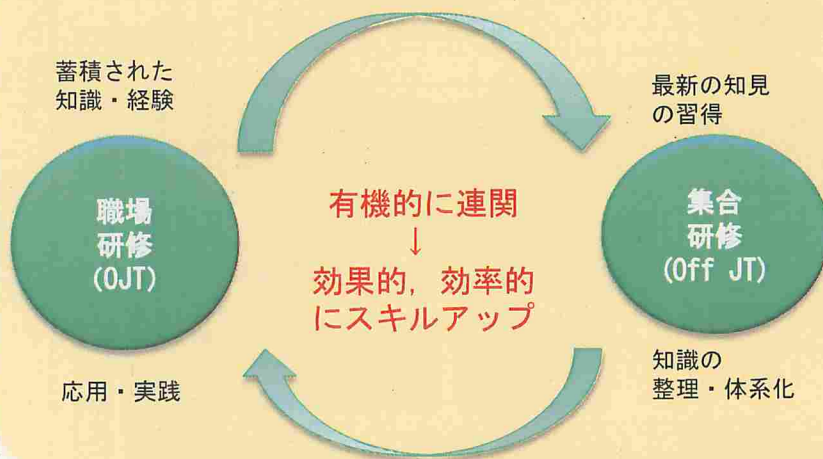 蓄積された
知識・経験
最新の知見
の習得
職場
研修
(OJT)
有機的に連関
↓
効果的，効率的
にスキルアップ
集合
研修
(Off JT)
応用・実践
知識の
整理・体系化